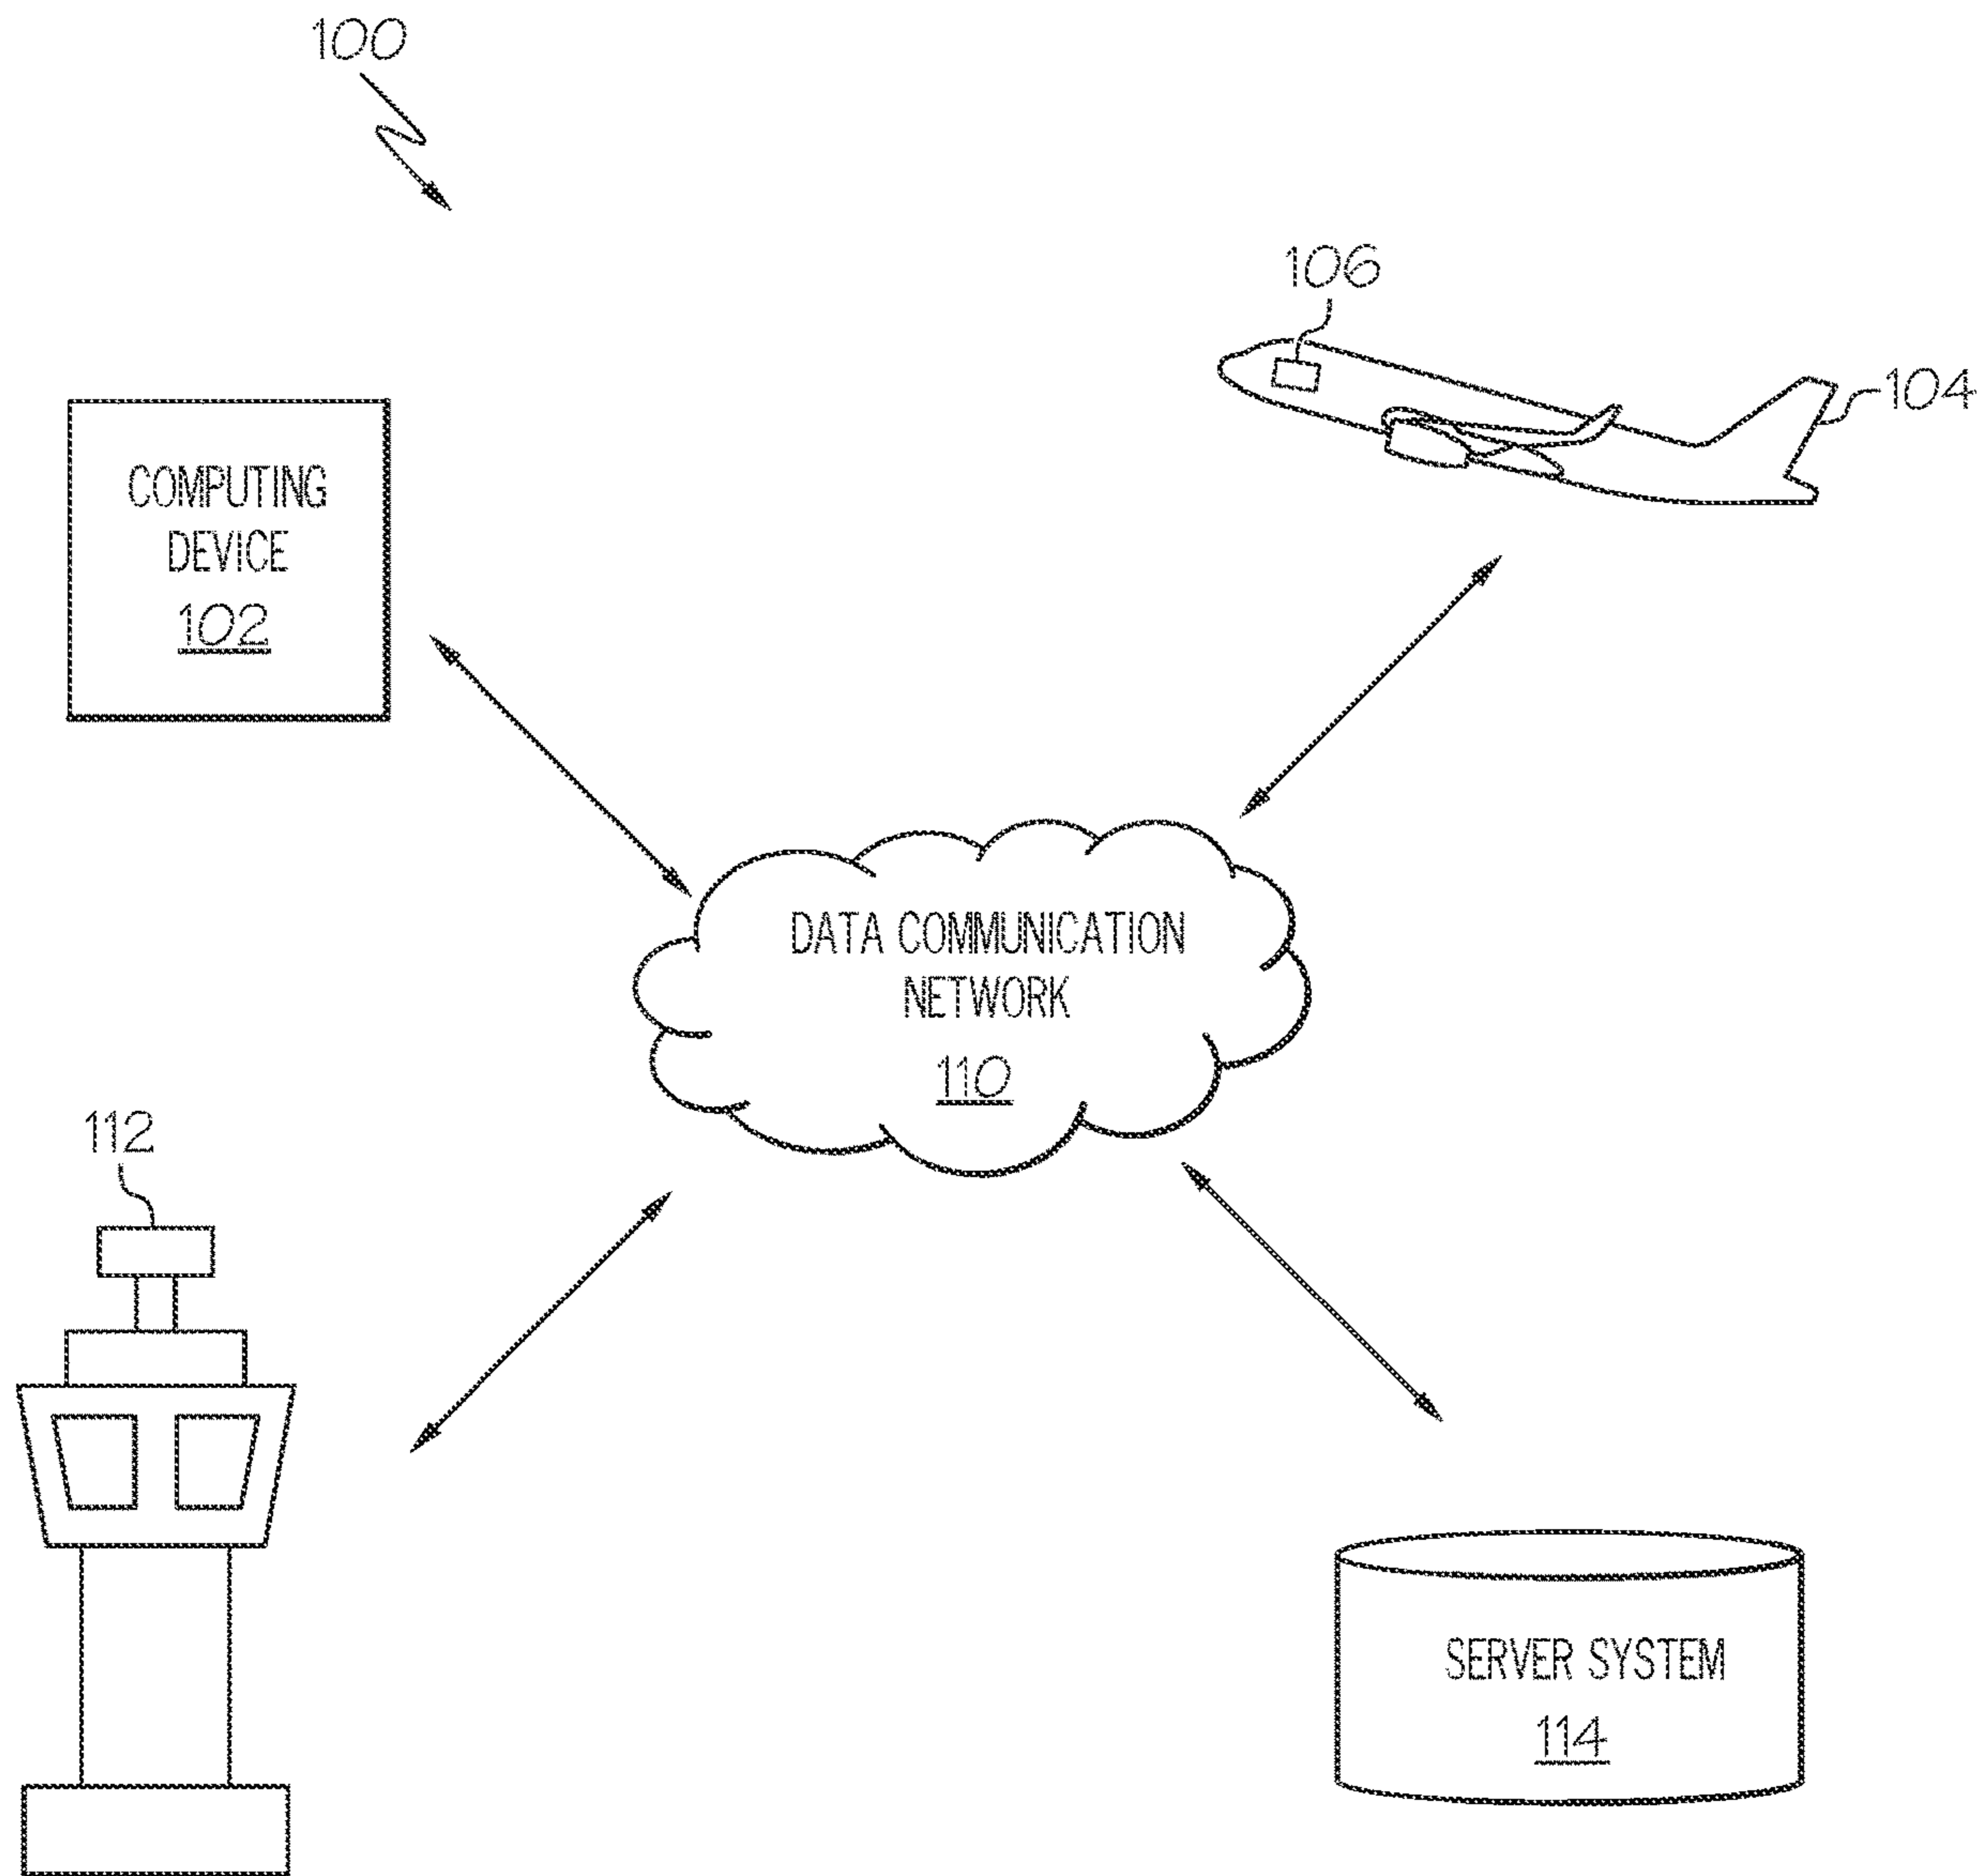 100
106
104
COMPUTING
DEVICE
102
DATA COMMUNICATION
NETWORK
110
112
SERVER SYSTEM
114